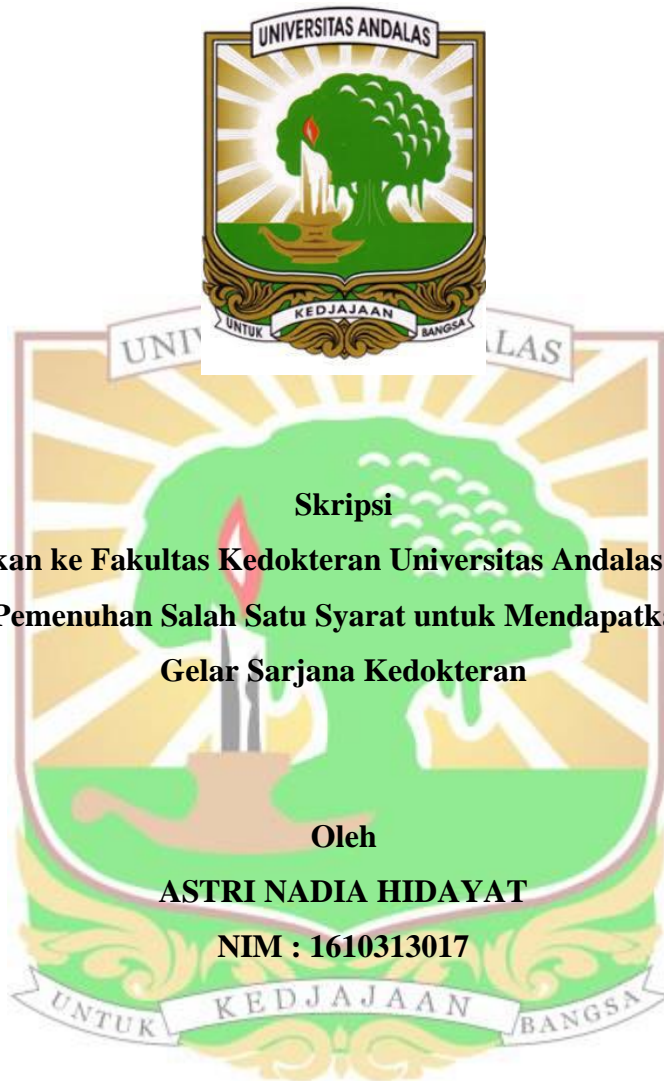 UNIVERSITAS ANDALAS
UNTUK KEDJAJAAN BANGSA
Skripsi
kan ke Fakultas Kedokteran Universitas Andalas
Pemenuhan Salah Satu Syarat untuk Mendapatka
Gelar Sarjana Kedokteran
Oleh
ASTRI NADIA HIDAYAT
NIM : 1610313017
UNTUK KEDJAJAAN BANGSA